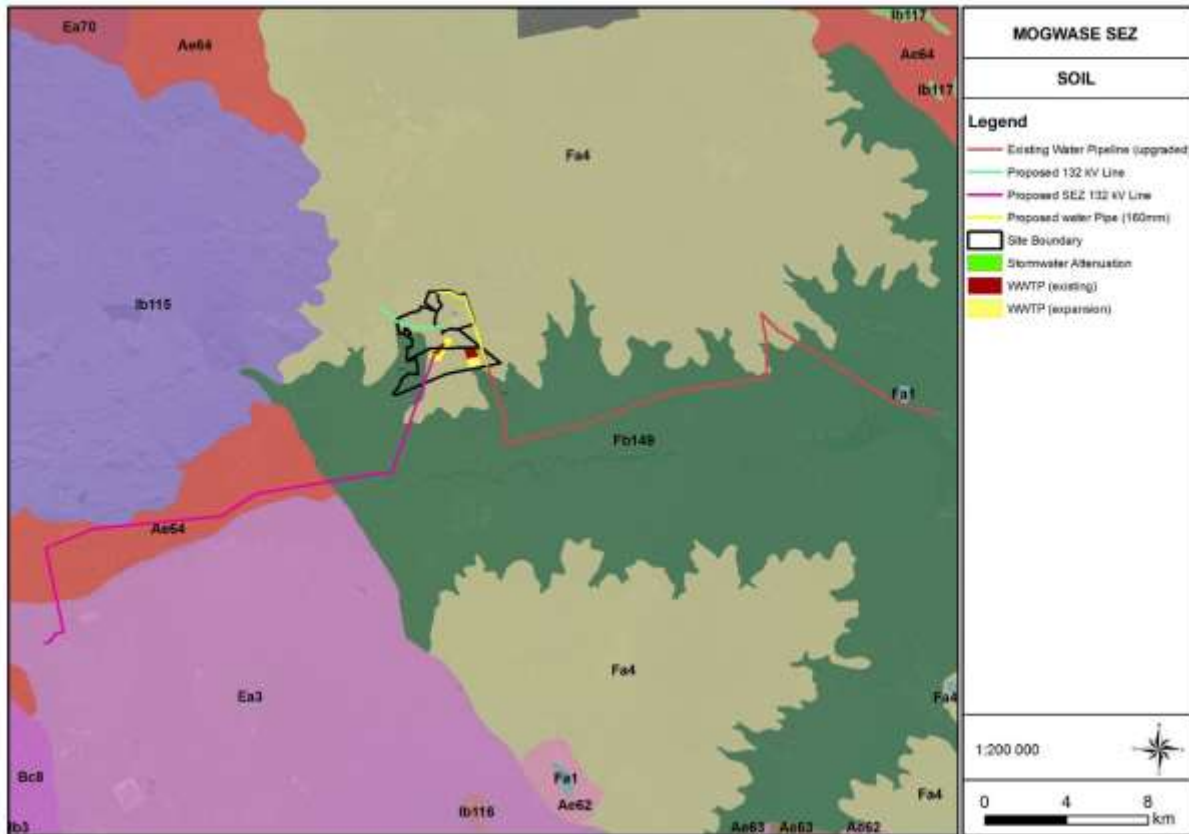 Ea70
Ae64
Ib117
Ae64
Ib117
Fa4
Ib115
Fa1
Fb149
Ae64
Fa4
Ea3
Fa4
Bc8
Fa1
Ae62
Fa4
Ib3
Ib116
Ae63
Ae63
Ae62
MOGWASE SEZ
SOIL
Legend
Existing Water Pipeline (upgraded)
Proposed 132 kV Line
Proposed SEZ 132 kV Line
Proposed water Pipe (160mm)
Site Boundary
Stormwater Attenuation
WWTP (existing)
WWTP (expansion)
1:200 000
0 4 8
km